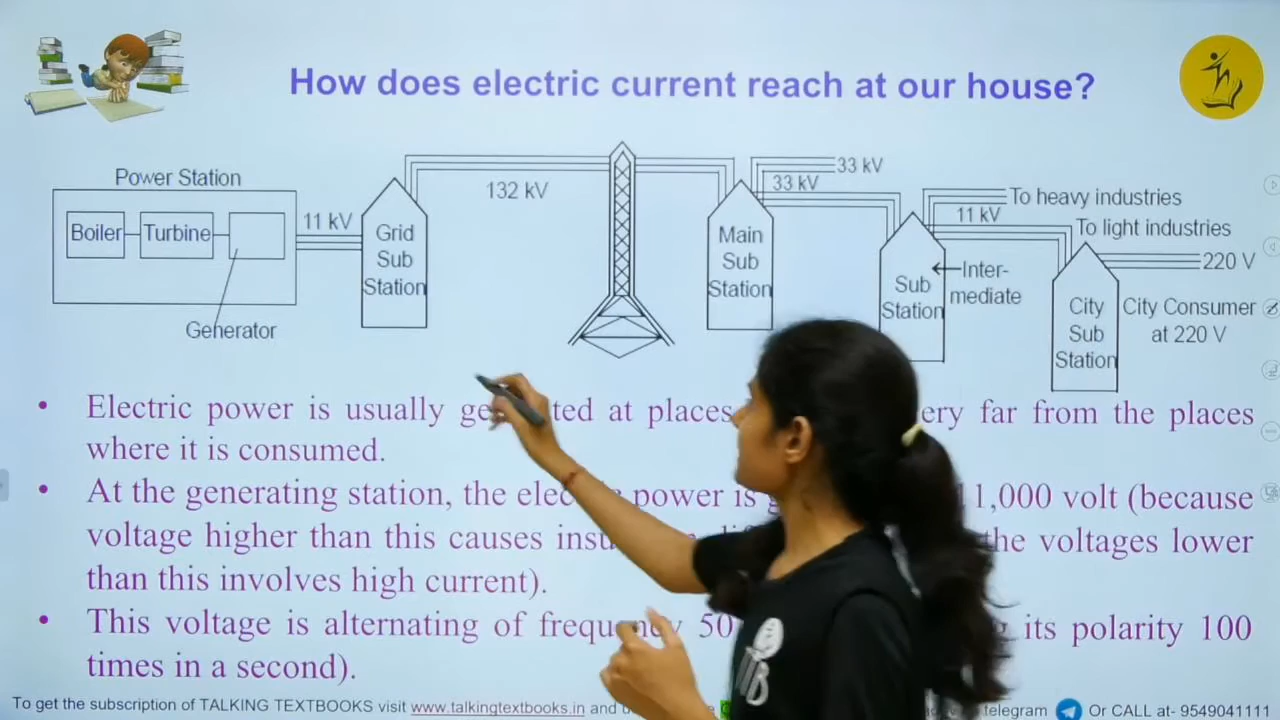 How does electric current reach at our house?
Power Station
Boiler
Turbine
Generator
11 kV
Grid
Sub
Station
132 kV
Main
Sub
Station
33 kV
33 kV
Sub
Station
Inter-
mediate
To heavy industries
11 kV
To light industries
City
Sub
Station
220 V
City Consumer
at 220 V
• Electric power is usually ge ted at places ery far from the places
where it is consumed.
• At the generating station, the elec power is 11,000 volt (because
voltage higher than this causes insu the voltages lower
than this involves high current).
• This voltage is alternating of frequency 50 its polarity 100
times in a second).
To get the subscription of TALKING TEXTBOOKS visit www.talkingtextbooks.in and telegram Or CALL at- 9549041111